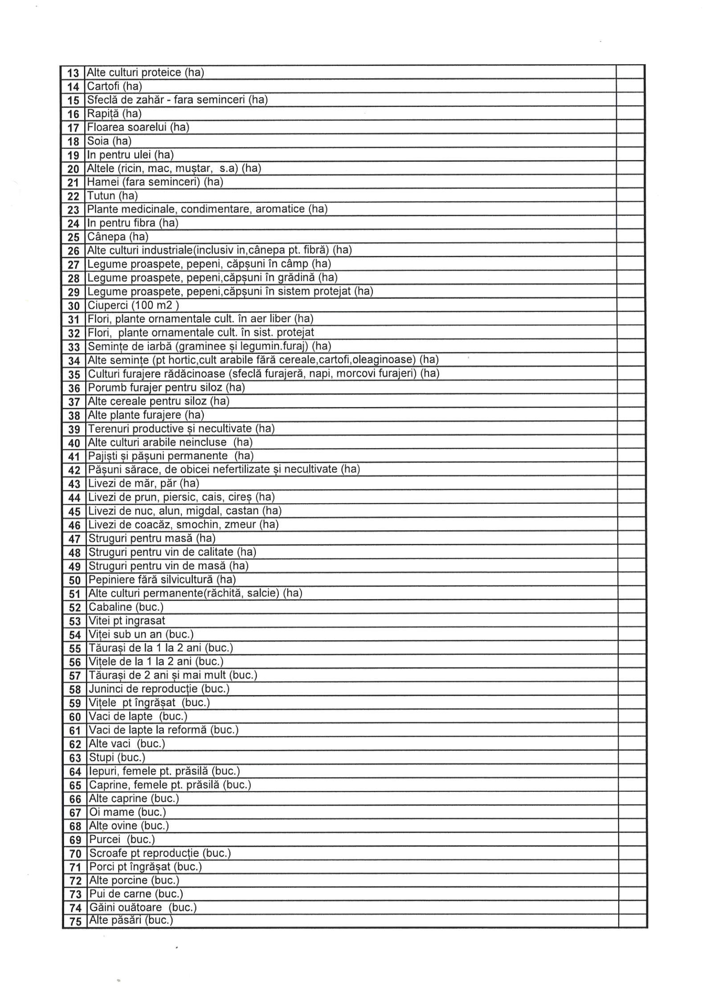 13 Alte culturi proteice (ha)
14 Cartofi (ha)
15 Sfeclă de zahăr - fara seminceri (ha)
16 Rapiță (ha)
17 Floarea soarelui (ha)
18 Soia (ha)
19 In pentru ulei (ha)
20 Altele (ricin, mac, muștar,  s.a) (ha)
21 Hamei (fara seminceri) (ha)
22 Tutun (ha)
23 Plante medicinale, condimentare, aromatice (ha)
24 In pentru fibra (ha)
25 Cânepa (ha)
26 Alte culturi industriale(inclusiv in,cânepa pt. fibră) (ha)
27 Legume proaspete, pepeni, căpșuni în câmp (ha)
28 Legume proaspete, pepeni,căpșuni în grădină (ha)
29 Legume proaspete, pepeni,căpșuni în sistem protejat (ha)
30 Ciuperci (100 m2 )
31 Flori, plante ornamentale cult. în aer liber (ha)
32 Flori,  plante ornamentale cult. în sist. protejat
33 Semințe de iarbă (graminee și legumin.furaj) (ha)
34 Alte semințe (pt hortic,cult arabile fără cereale,cartofi,oleaginoase) (ha)
35 Culturi furajere rădăcinoase (sfeclă furajeră, napi, morcovi furajeri) (ha)
36 Porumb furajer pentru siloz (ha)
37 Alte cereale pentru siloz (ha)
38 Alte plante furajere (ha)
39 Terenuri productive și necultivate (ha)
40 Alte culturi arabile neincluse  (ha)
41 Pajiști și pășuni permanente  (ha)
42 Pășuni sărace, de obicei nefertilizate și necultivate (ha)
43 Livezi de măr, păr (ha)
44 Livezi de prun, piersic, cais, cireș (ha)
45 Livezi de nuc, alun, migdal, castan (ha)
46 Livezi de coacăz, smochin, zmeur (ha)
47 Struguri pentru masă (ha)
48 Struguri pentru vin de calitate (ha)
49 Struguri pentru vin de masă (ha)
50 Pepiniere fără silvicultură (ha)
51 Alte culturi permanente(răchită, salcie) (ha)
52 Cabaline (buc.)
53 Vitei pt ingrasat
54 Viței sub un an (buc.)
55 Tăurași de la 1 la 2 ani (buc.)
56 Vițele de la 1 la 2 ani (buc.)
57 Tăurași de 2 ani și mai mult (buc.)
58 Juninci de reproducție (buc.)
59 Vițele  pt îngrășat  (buc.)
60 Vaci de lapte  (buc.)
61 Vaci de lapte la reformă (buc.)
62 Alte vaci  (buc.)
63 Stupi (buc.)
64 Iepuri, femele pt. prăsilă (buc.)
65 Caprine, femele pt. prăsilă (buc.)
66 Alte caprine (buc.)
67 Oi mame (buc.)
68 Alte ovine (buc.)
69 Purcei  (buc.)
70 Scroafe pt reproducție (buc.)
71 Porci pt îngrășat (buc.)
72 Alte porcine (buc.)
73 Pui de carne (buc.)
74 Găini ouătoare  (buc.)
75 Alte păsări (buc.)